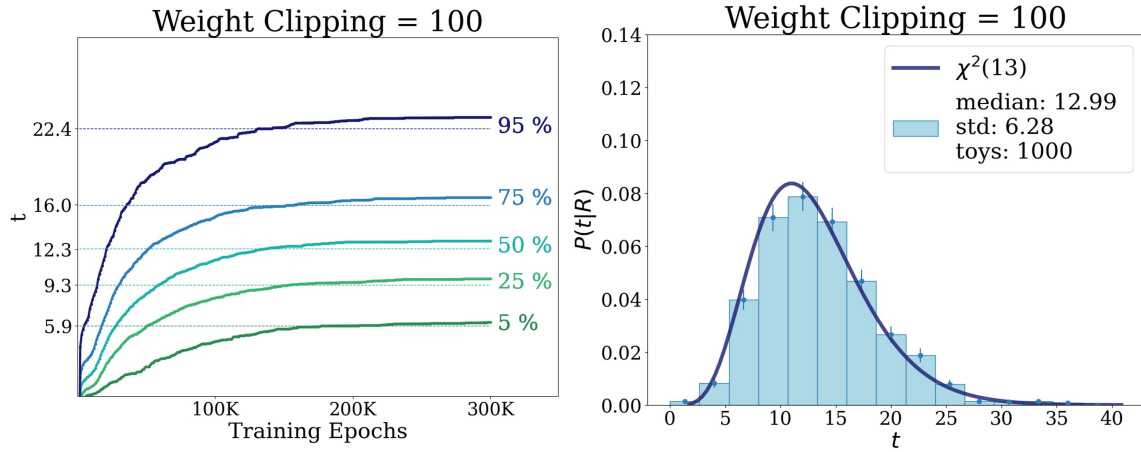 Weight Clipping = 100
t
22.4
16.0
12.3
9.3
5.9
95 %
75 %
50 %
25 %
5 %
100K
200K
300K
Training Epochs
Weight Clipping = 100
P(t|R)
0.14
0.12
0.10
0.08
0.06
0.04
0.02
0.00
χ²(13)
median: 12.99
std: 6.28
toys: 1000
0
5
10
15
20
25
30
35
40
t